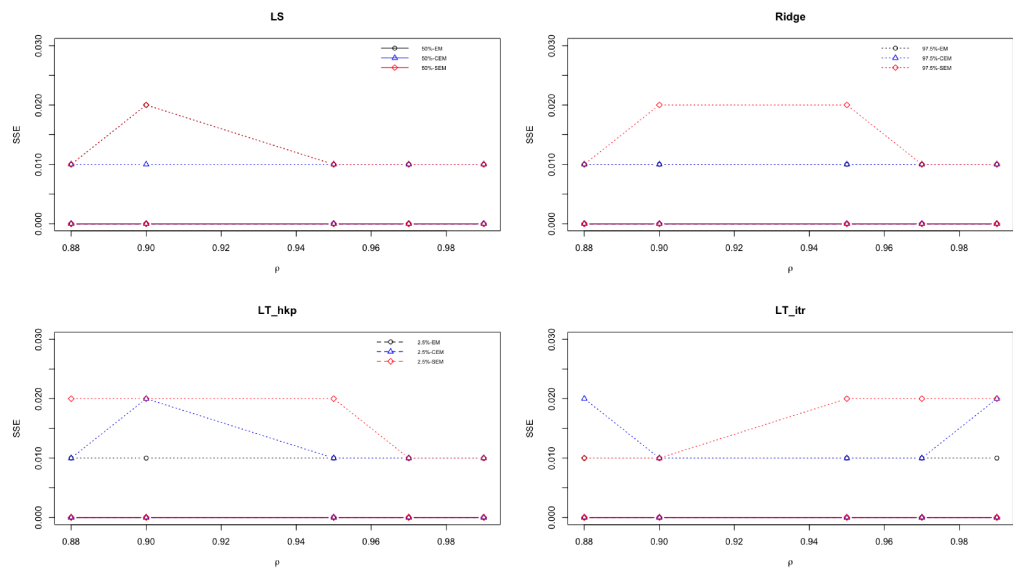 LS
SSE
0.000
0.010
0.020
0.030
50%-EM
50%-CEM
50%-SEM
0.88
0.90
0.92
0.94
0.96
0.98
ρ
Ridge
SSE
0.000
0.010
0.020
0.030
97.5%-EM
97.5%-CEM
97.5%-SEM
0.88
0.90
0.92
0.94
0.96
0.98
ρ
LT_hkp
SSE
0.000
0.010
0.020
0.030
2.5%-EM
2.5%-CEM
2.5%-SEM
0.88
0.90
0.92
0.94
0.96
0.98
ρ
LT_itr
SSE
0.000
0.010
0.020
0.030
0.88
0.90
0.92
0.94
0.96
0.98
ρ